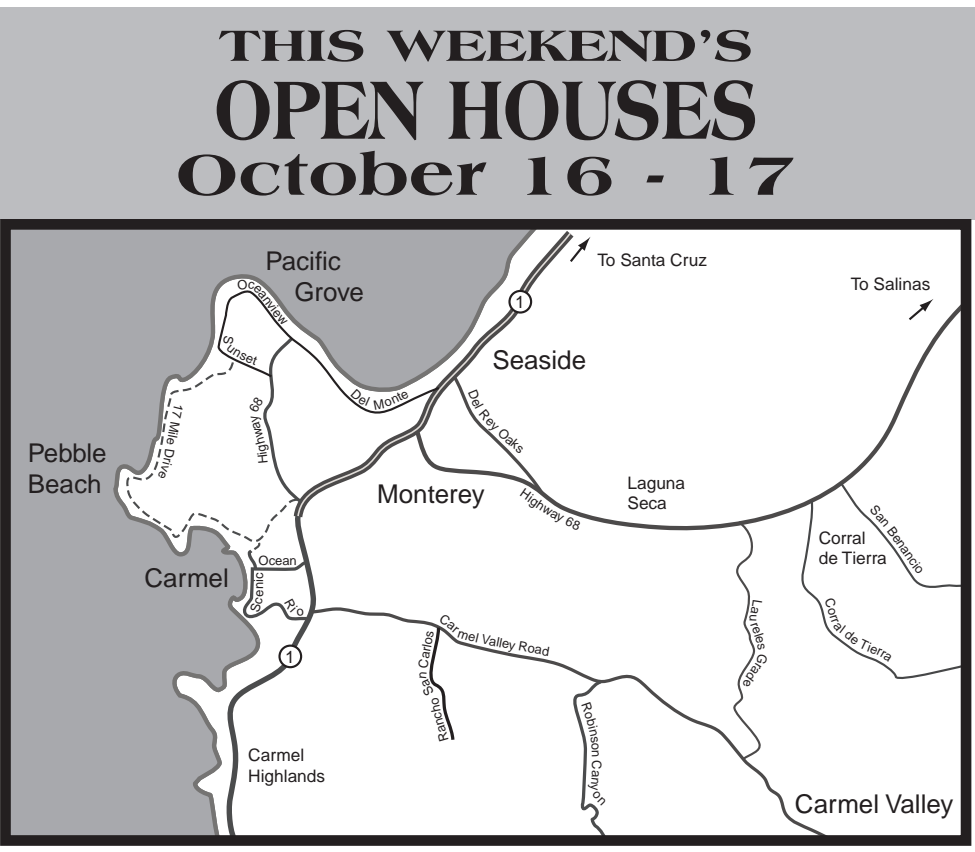 THIS WEEKEND'S
OPEN HOUSES
October 16 - 17
Pacific
Grove
To Santa Cruz
To Salinas
Oceanview
1
Sunset
Seaside
Del Monte
Del Rey Oaks
17 Mile Drive
Highway 68
Pebble
Beach
Monterey
Highway 68
Laguna
Seca
San Benancio
Corral
de Tierra
Carmel
Ocean
Scenic
Rio
Laureles Grade
Corral de Tierra
Carmel Valley Road
1
Rancho San Carlos
Robinson Canyon
Carmel
Highlands
Carmel Valley